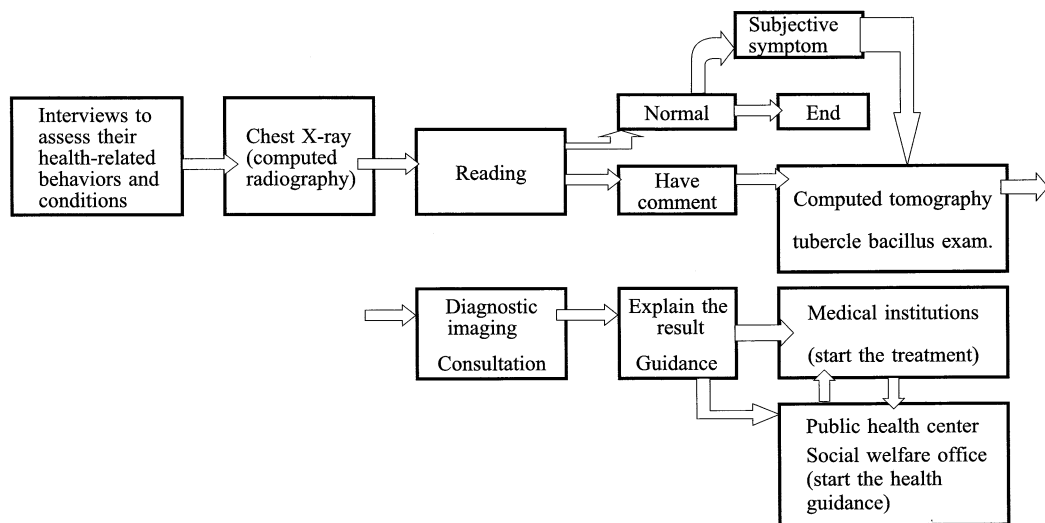 Interviews to
assess their
health-related
behaviors and
conditions
Chest X-ray
(computed
radiography)
Reading
Normal
Subjective
symptom
End
Have
comment
Computed tomography
tubercle bacillus exam.
Diagnostic
imaging
Consultation
Explain the
result
Guidance
Medical institutions
(start the treatment)
Public health center
Social welfare office
(start the health
guidance)